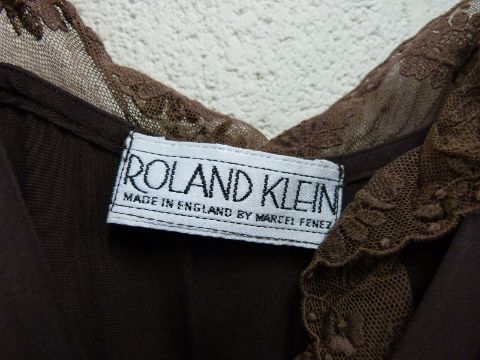 ROLAND KLEIN
MADE IN ENGLAND BY MARCEL FENEZ